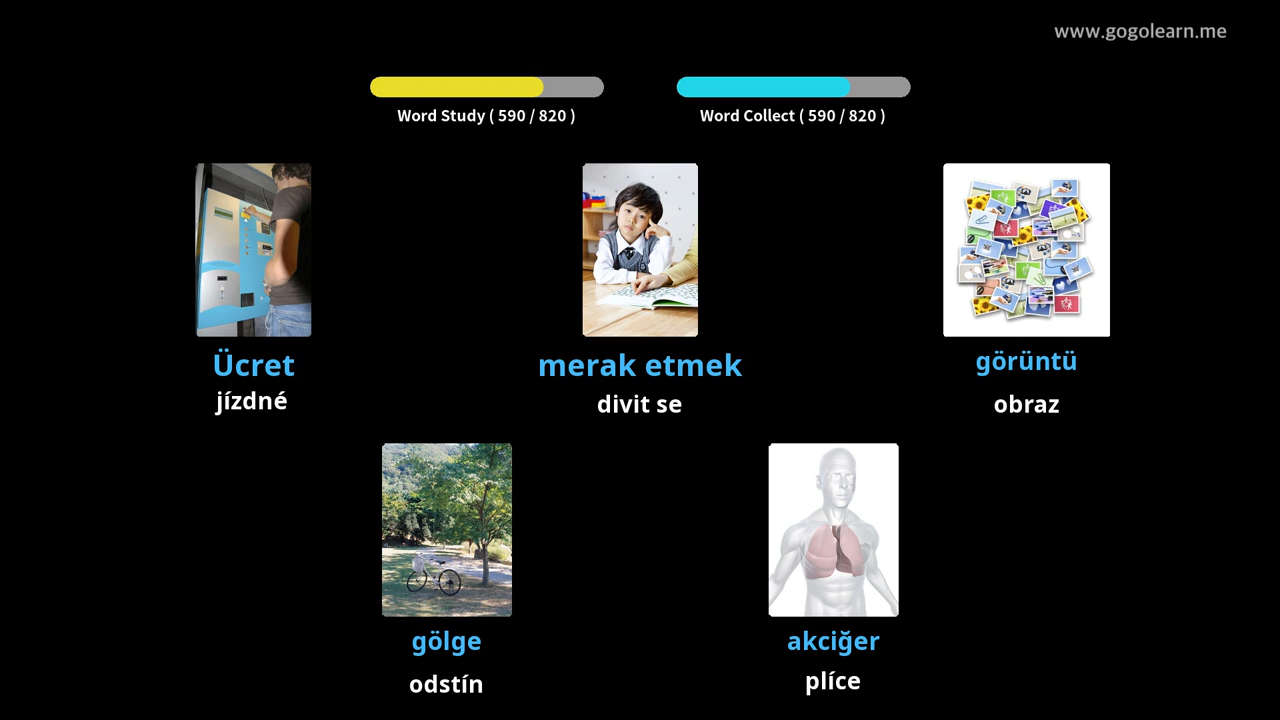 www.gogolearn.me
Word Study ( 590 / 820 )
Word Collect ( 590 / 820 )
Ücret
jízdné
merak etmek
divit se
görüntü
obraz
gölge
odstín
akciğer
plíce